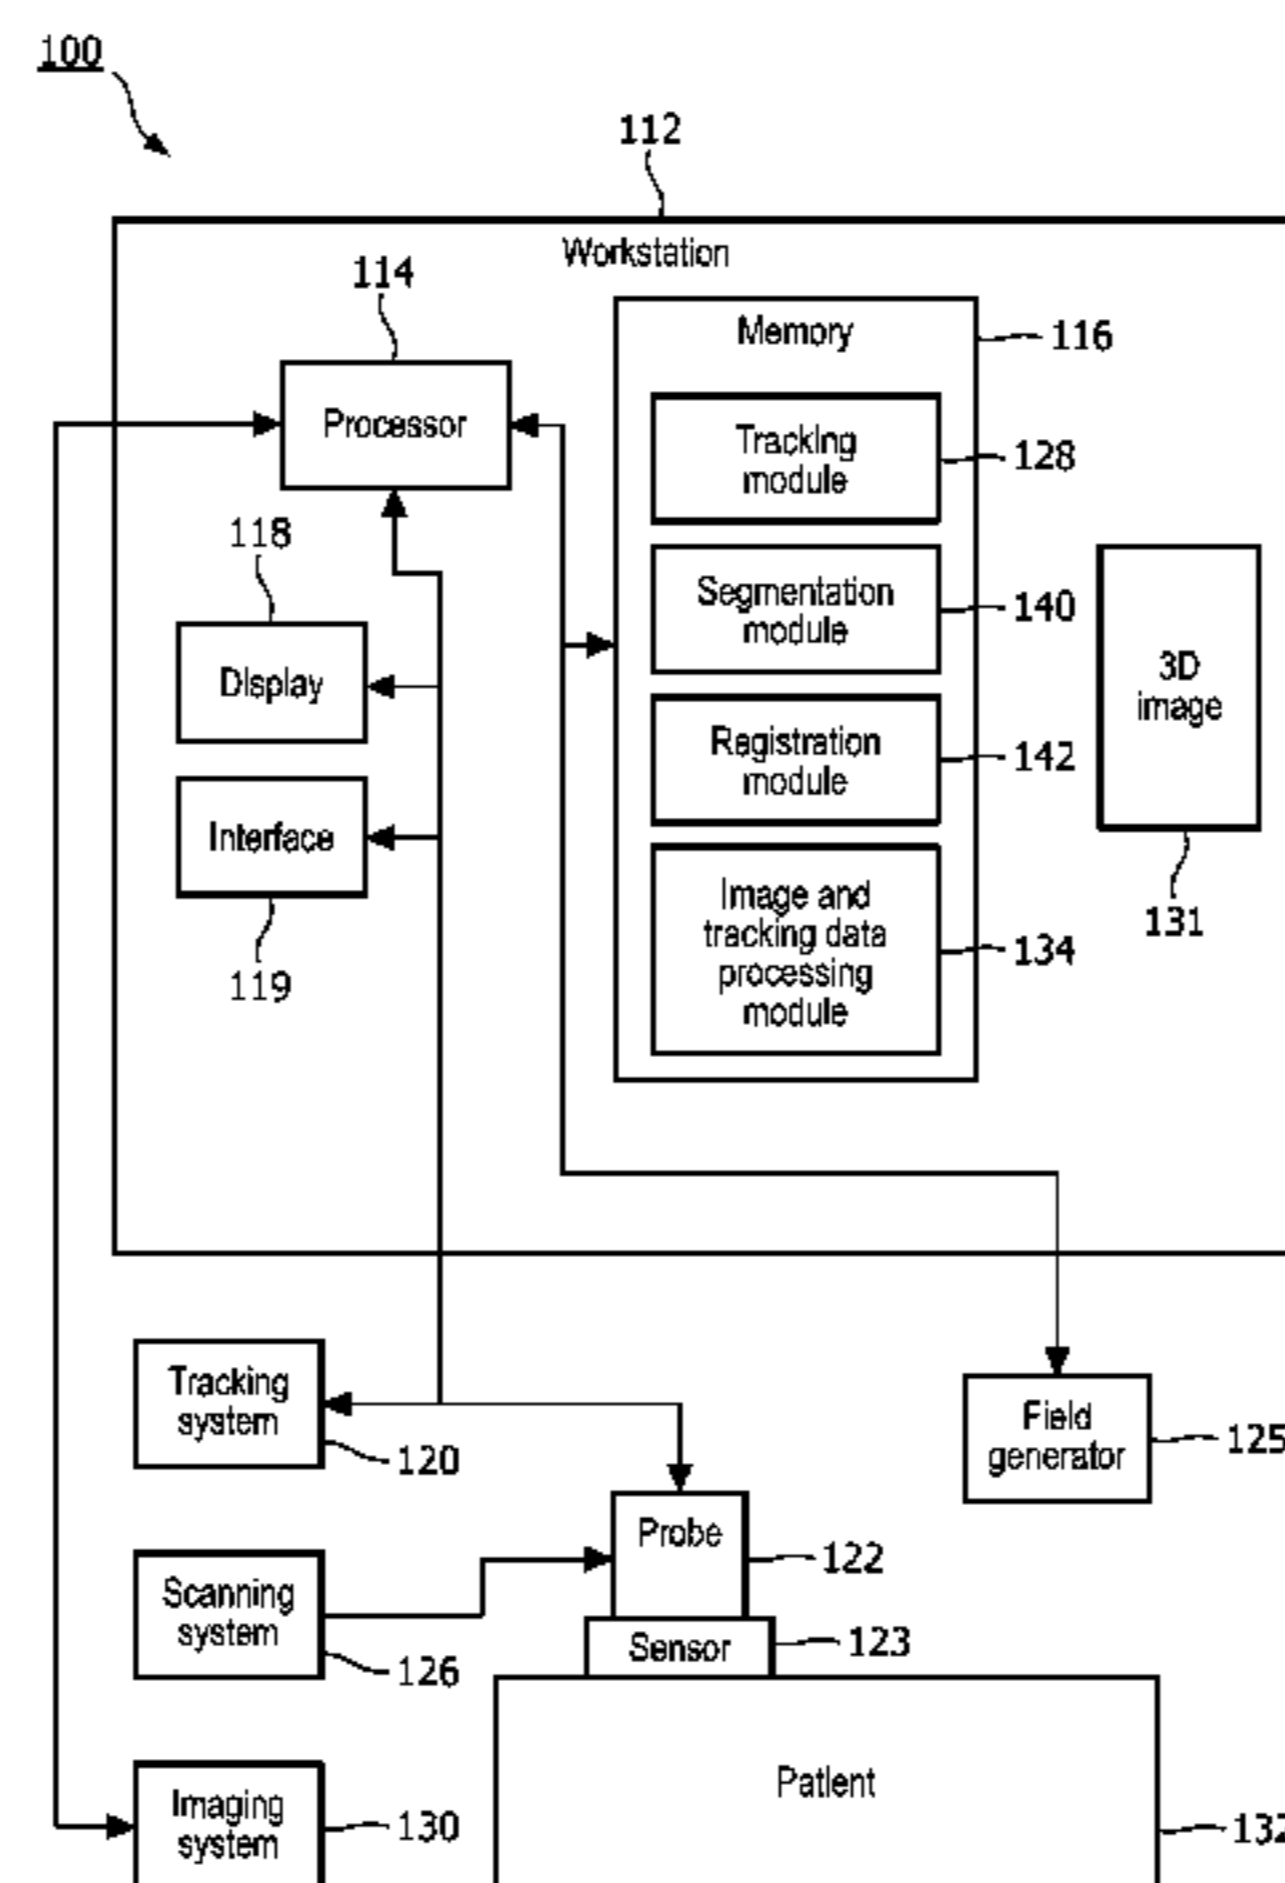 100
112
Workstation
114
Processor
Memory
116
Tracking
module
128
Segmentation
module
140
Registration
module
142
Image and
tracking data
processing
module
134
3D
image
131
118
Display
Interface
119
Tracking
system
120
Field
generator
125
Probe
122
Scanning
system
126
Sensor
123
Patient
132
Imaging
system
130